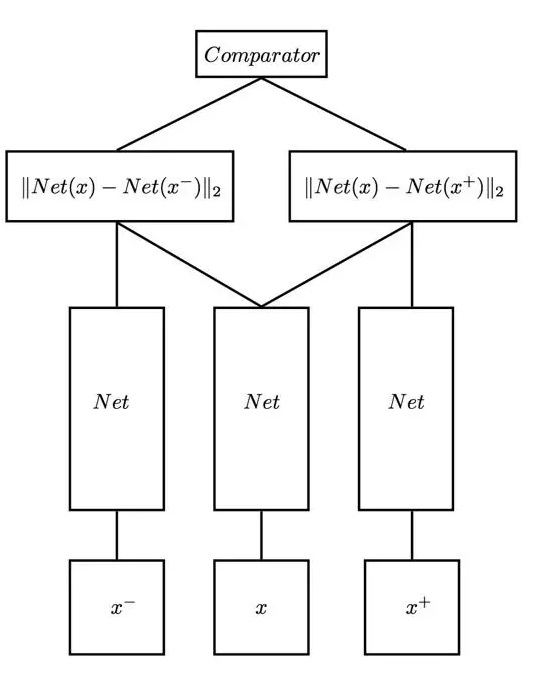 Comparator
‖Net(x) − Net(x⁻)‖₂
‖Net(x) − Net(x⁺)‖₂
Net
Net
Net
x⁻
x
x⁺